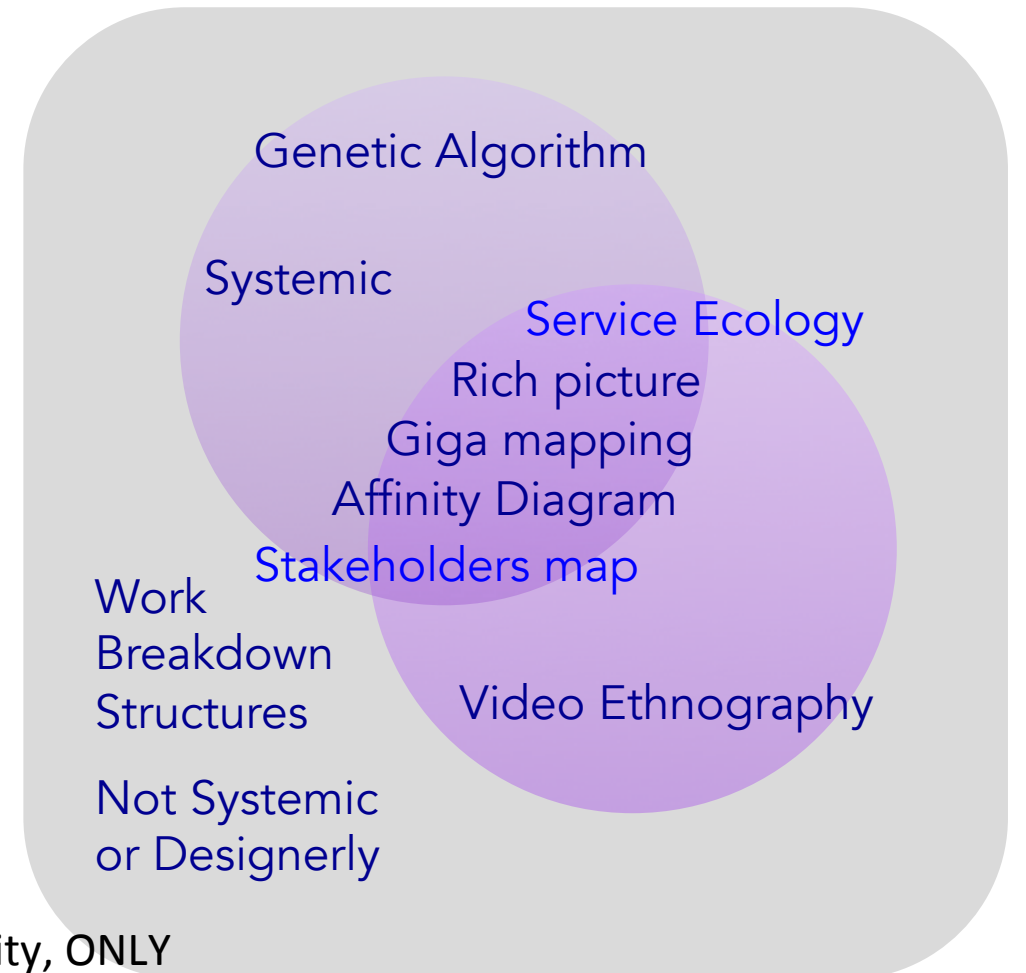 Genetic Algorithm
Systemic
Service Ecology
Rich picture
Giga mapping
Affinity Diagram
Stakeholders map
Work
Breakdown
Structures
Video Ethnography
Not Systemic
or Designerly
ity, ONLY